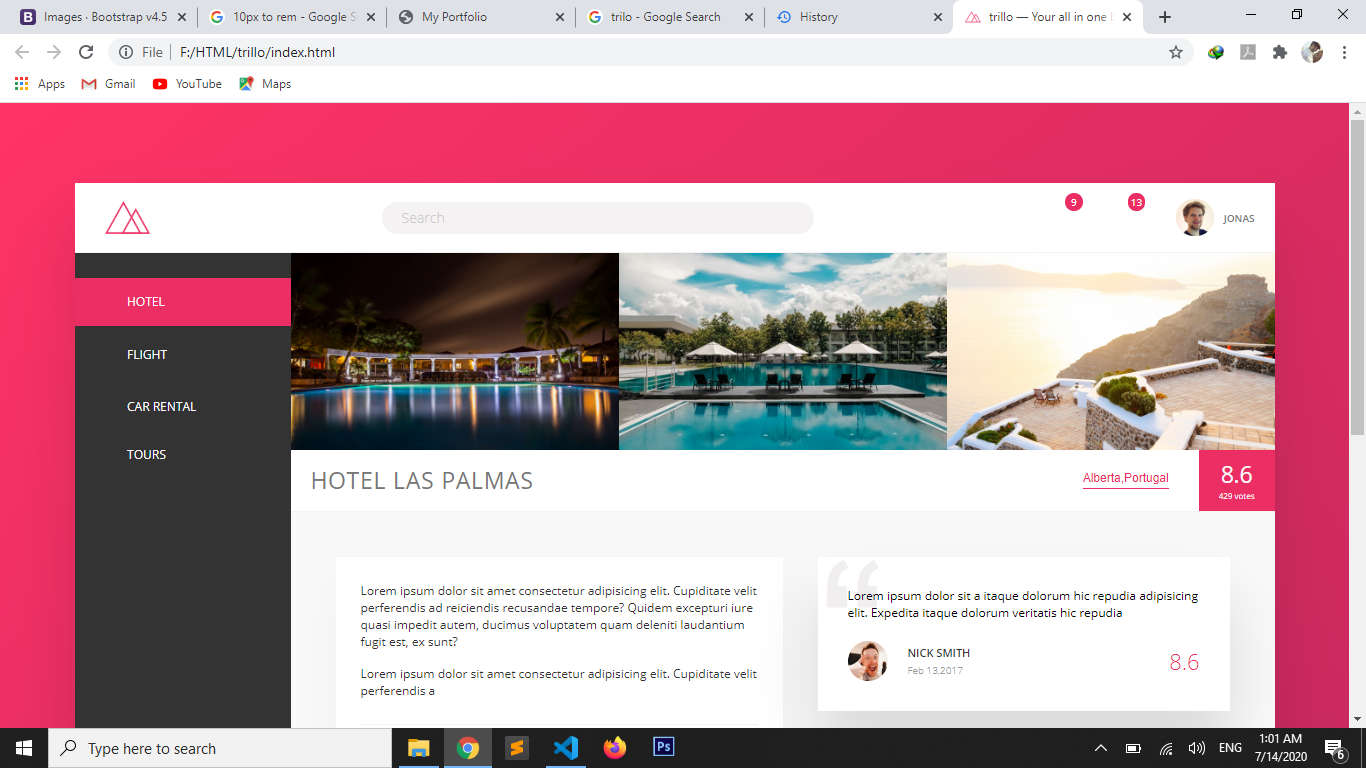 Images · Bootstrap v4.5
10px to rem - Google S
My Portfolio
trilo - Google Search
History
trillo — Your all in one b
File
F:/HTML/trillo/index.html
Apps
Gmail
YouTube
Maps
Search
9
13
JONAS
HOTEL
FLIGHT
CAR RENTAL
TOURS
HOTEL LAS PALMAS
Alberta,Portugal
8.6
429 votes
Lorem ipsum dolor sit amet consectetur adipisicing elit. Cupiditate velit
perferendis ad reiciendis recusandae tempore? Quidem excepturi iure
quasi impedit autem, ducimus voluptatem quam deleniti laudantium
fugit est, ex sunt?
Lorem ipsum dolor sit amet consectetur adipisicing elit. Cupiditate velit
perferendis a
“
Lorem ipsum dolor sit a itaque dolorum hic repudia adipisicing
elit. Expedita itaque dolorum veritatis hic repudia
NICK SMITH
Feb 13,2017
8.6
Type here to search
Ps
ENG
1:01 AM
7/14/2020
6